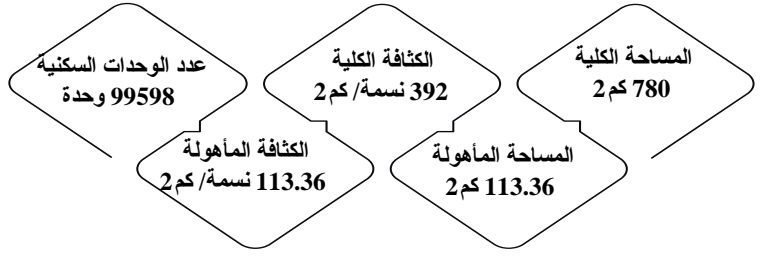 المساحة الكلية
780 كم2
الكثافة الكلية
392 نسمة/ كم2
عدد الوحدات السكنية
99598 وحدة
المساحة المأهولة
113.36 كم2
الكثافة المأهولة
113.36 نسمة/ كم2